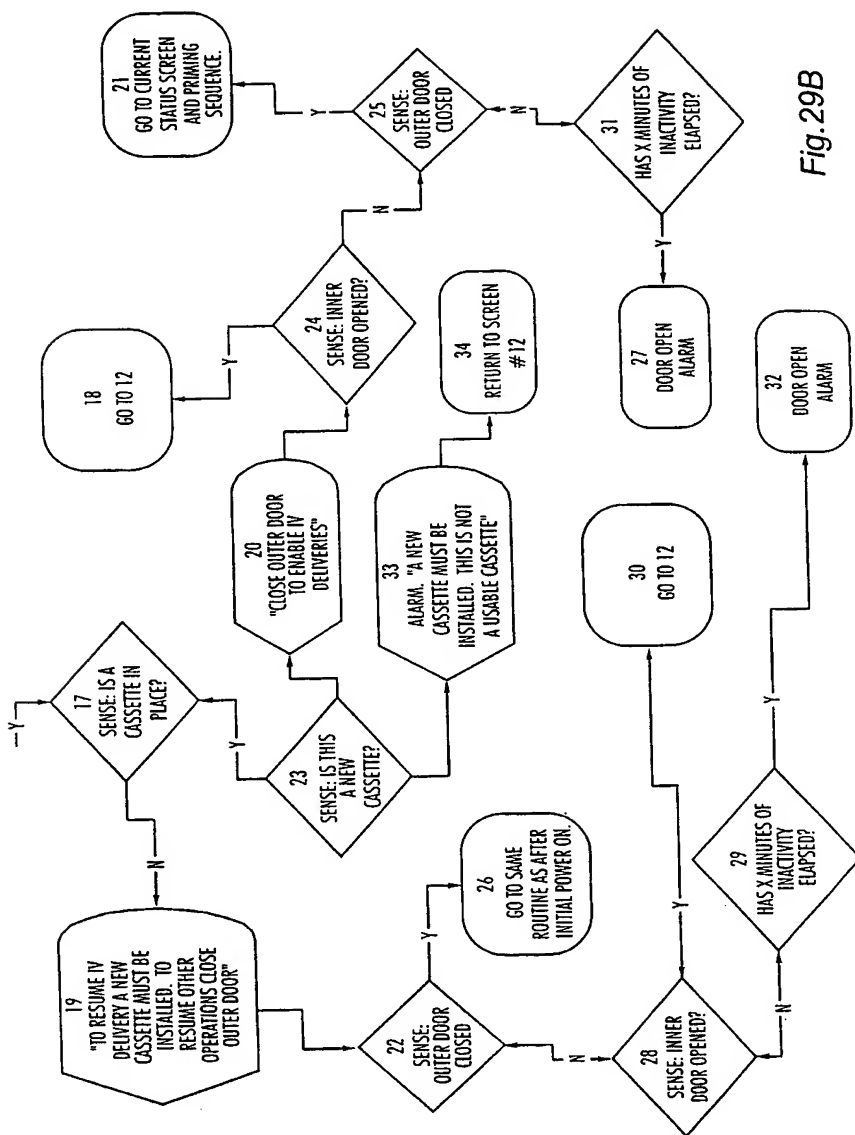 —Y—
17
SENSE: IS A
CASSETTE IN
PLACE?
N
Y
19
"TO RESUME IV
DELIVERY A NEW
CASSETTE MUST BE
INSTALLED. TO
RESUME OTHER
OPERATIONS CLOSE
OUTER DOOR"
23
SENSE: IS THIS
A NEW
CASSETTE?
20
"CLOSE OUTER DOOR
TO ENABLE IV
DELIVERIES"
18
GO TO 12
Y
24
SENSE: INNER
DOOR OPENED?
N
21
GO TO CURRENT
STATUS SCREEN
AND PRIMING
SEQUENCE.
Y
25
SENSE:
OUTER DOOR
CLOSED
N
22
SENSE:
OUTER DOOR
CLOSED
Y
26
GO TO SAME
ROUTINE AS AFTER
INITIAL POWER ON.
33
ALARM. "A NEW
CASSETTE MUST BE
INSTALLED. THIS IS NOT
A USABLE CASSETTE"
34
RETURN TO SCREEN
#12
31
HAS X MINUTES OF
INACTIVITY
ELAPSED?
Y
27
DOOR OPEN
ALARM
N
28
SENSE: INNER
DOOR OPENED?
Y
30
GO TO 12
N
29
HAS X MINUTES OF
INACTIVITY
ELAPSED?
Y
32
DOOR OPEN
ALARM
Fig.29B